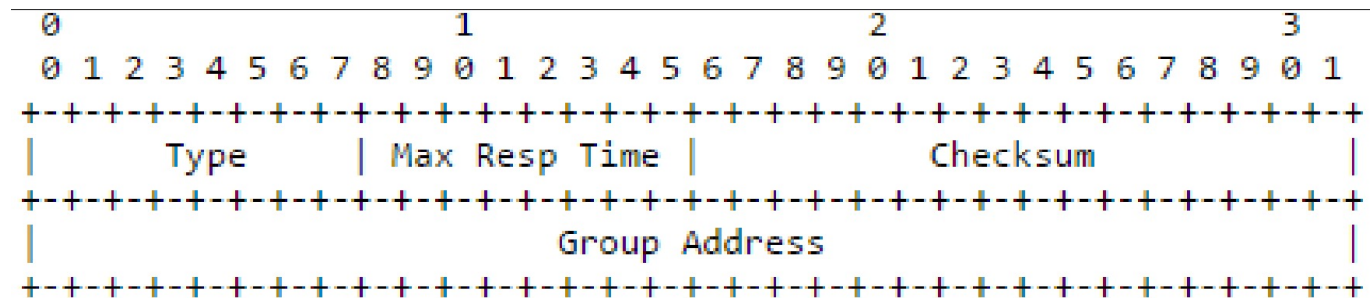 0                   1                   2                   3
0 1 2 3 4 5 6 7 8 9 0 1 2 3 4 5 6 7 8 9 0 1 2 3 4 5 6 7 8 9 0 1
+-+-+-+-+-+-+-+-+-+-+-+-+-+-+-+-+-+-+-+-+-+-+-+-+-+-+-+-+-+-+-+-+
|      Type     | Max Resp Time |           Checksum            |
+-+-+-+-+-+-+-+-+-+-+-+-+-+-+-+-+-+-+-+-+-+-+-+-+-+-+-+-+-+-+-+-+
|                         Group Address                         |
+-+-+-+-+-+-+-+-+-+-+-+-+-+-+-+-+-+-+-+-+-+-+-+-+-+-+-+-+-+-+-+-+